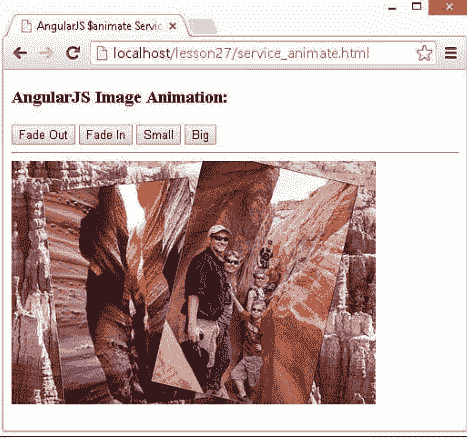 AngularJS $animate Servic
localhost/lesson27/service_animate.html
AngularJS Image Animation:
Fade Out Fade In Small Big